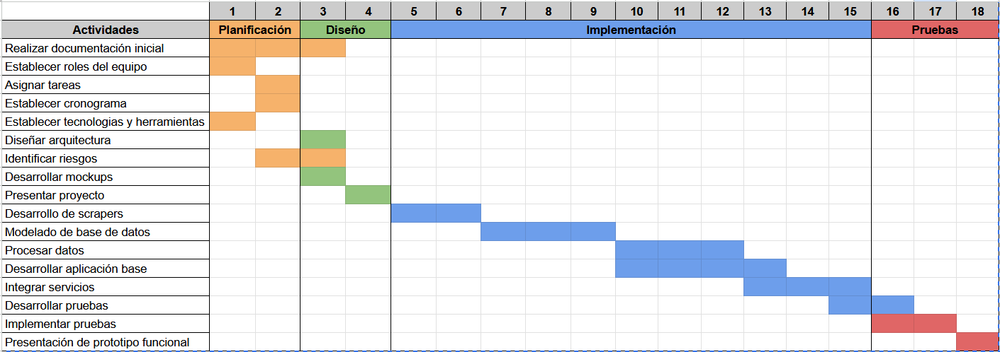 1 2 3 4 5 6 7 8 9 10 11 12 13 14 15 16 17 18
Actividades Planificación Diseño Implementación Pruebas
Realizar documentación inicial
Establecer roles del equipo
Asignar tareas
Establecer cronograma
Establecer tecnologias y herramientas
Diseñar arquitectura
Identificar riesgos
Desarrollar mockups
Presentar proyecto
Desarrollo de scrapers
Modelado de base de datos
Procesar datos
Desarrollar aplicación base
Integrar servicios
Desarrollar pruebas
Implementar pruebas
Presentación de prototipo funcional